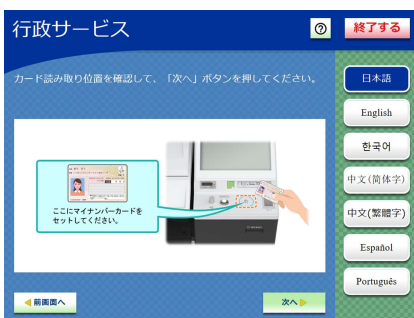 行政サービス
終了する
カード読み取り位置を確認して、「次へ」ボタンを押してください。
ここにマイナンバーカードを
セットしてください。
前画面へ
次へ
日本語
English
한국어
中文(简体字)
中文(繁體字)
Español
Português